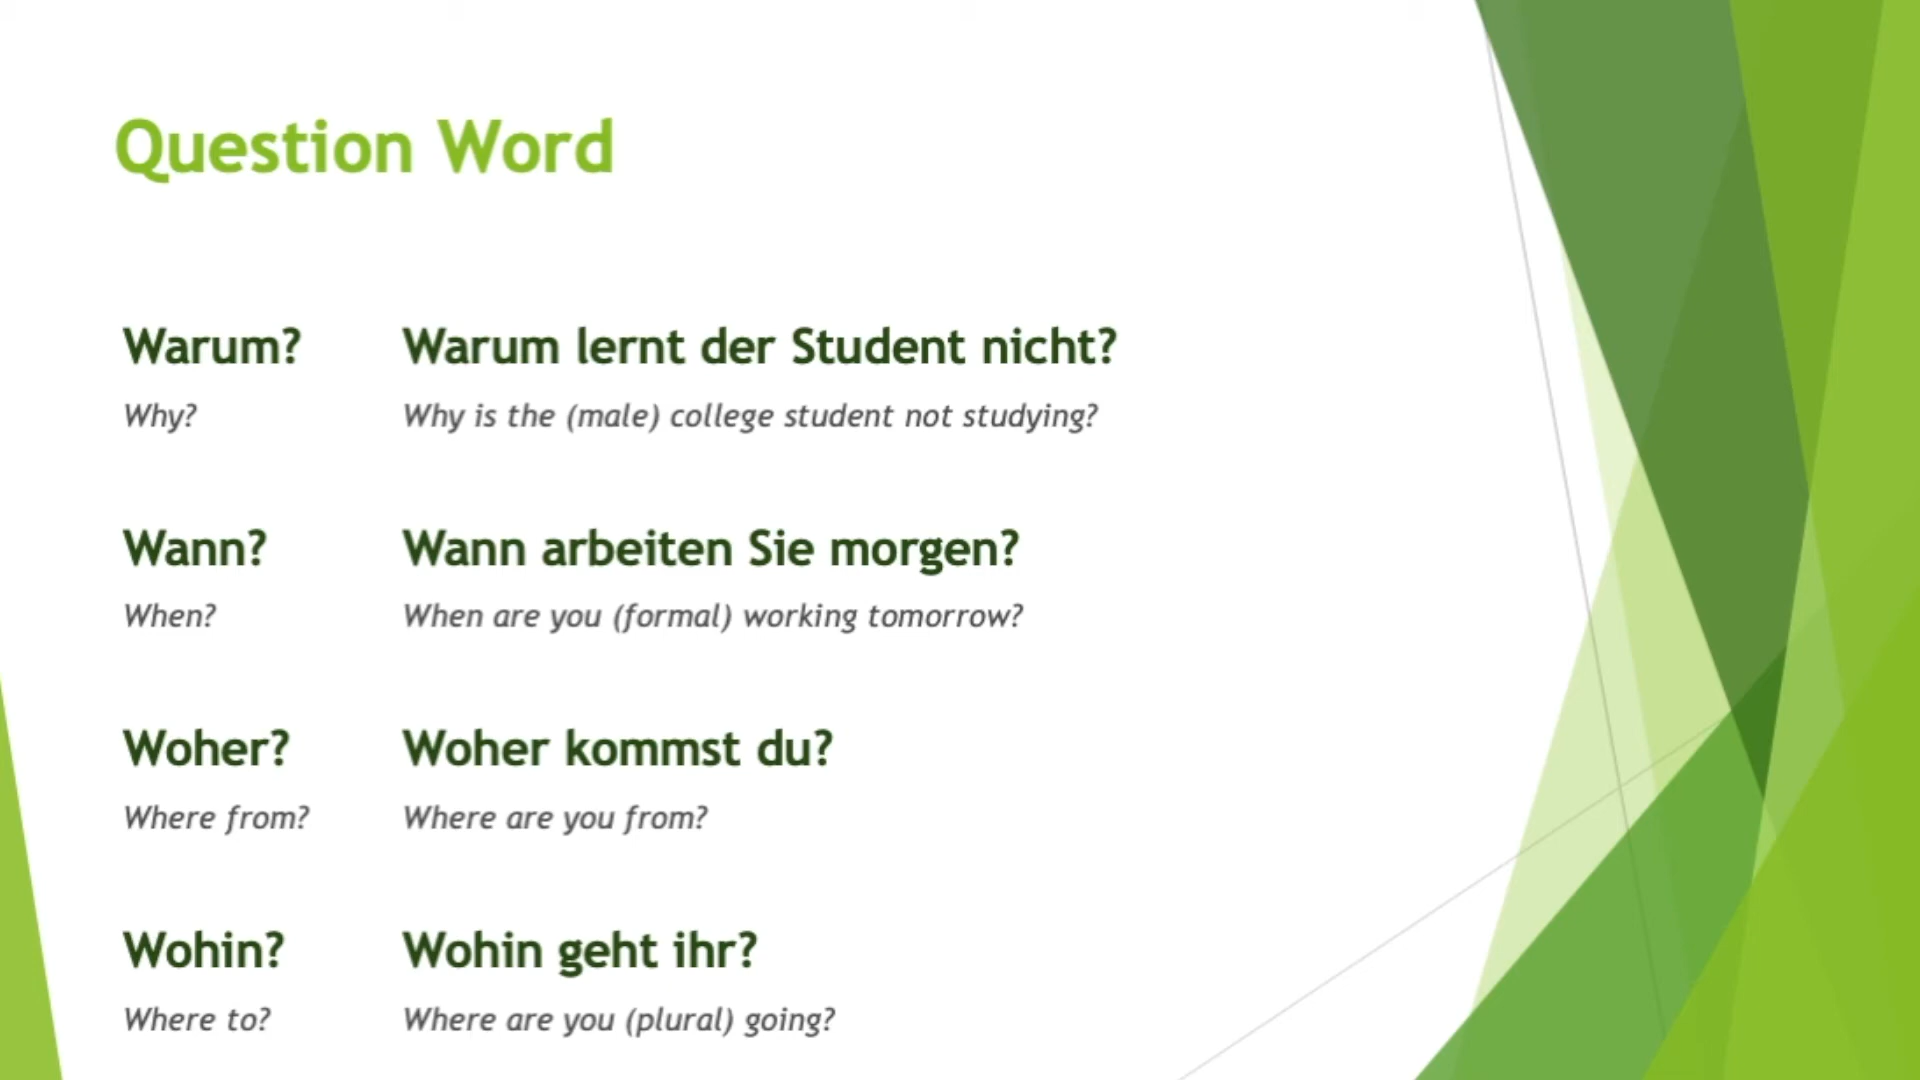 Question Word
Warum? Warum lernt der Student nicht?
Why? Why is the (male) college student not studying?
Wann? Wann arbeiten Sie morgen?
When? When are you (formal) working tomorrow?
Woher? Woher kommst du?
Where from? Where are you from?
Wohin? Wohin geht ihr?
Where to? Where are you (plural) going?